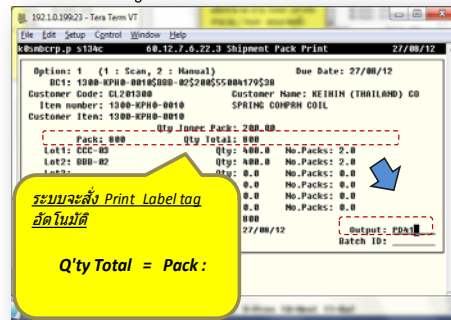 192.1.0.199:23 - Tera Term VT
File Edit Setup Control Window Help
k0smbcrp.p s134c 60.12.7.6.22.3 Shipment Pack Print 27/08/12
Option: 1 (1 : Scan, 2 : Manual) Due Date: 27/08/12
BC1: 1300-KPH0-0010$BBB-02$200$55004179$30
Customer Code: CL201300 Customer Name: KEIHIN (THAILAND) CO
Item number: 1300-KPH0-0010 SPRING COMPRN COIL
Customer Item: 1300-KPH0-0010
Qty Inner Pack: 200.00
Pack: 800 Qty Total: 800
Lot1: CCC-03 Qty: 400.0 No.Packs: 2.0
Lot2: BBB-02 Qty: 400.0 No.Packs: 2.0
Qty: 0.0 No.Packs: 0.0
0.0 No.Packs: 0.0
0.0 No.Packs: 0.0
800
27/08/12 Output: PD41
Batch ID:
ระบบจะสั่ง Print Label tag
อัตโนมัติ
Q'ty Total = Pack :